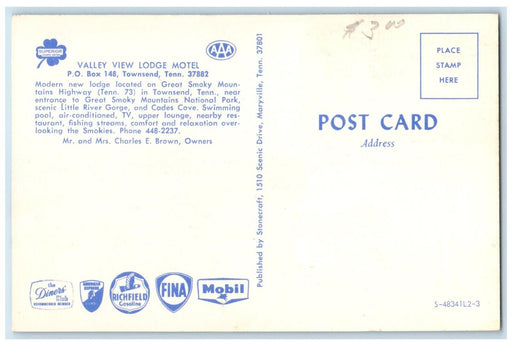 $3.00
SUPERIOR
AAA
VALLEY VIEW LODGE MOTEL
P.O. Box 148, Townsend, Tenn. 37882
Modern new lodge located on Great Smoky Moun-
tains Highway (Tenn. 73) in Townsend, Tenn., near
entrance to Great Smoky Mountains National Park,
scenic Little River Gorge, and Cades Cove. Swimming
pool, air-conditioned, TV, upper lounge, nearby res-
taurant, fishing streams, comfort and relaxation over-
looking the Smokies. Phone 448-2237.
Mr. and Mrs. Charles E. Brown, Owners
Published by Stonecraft, 1510 Scenic Drive, Maryville, Tenn. 37801
PLACE
STAMP
HERE
POST CARD
Address
The
Diners'
Club
AMERICAN
EXPRESS
RICHFIELD
Gasoline
FINA
Mobil
S-48341L2-3